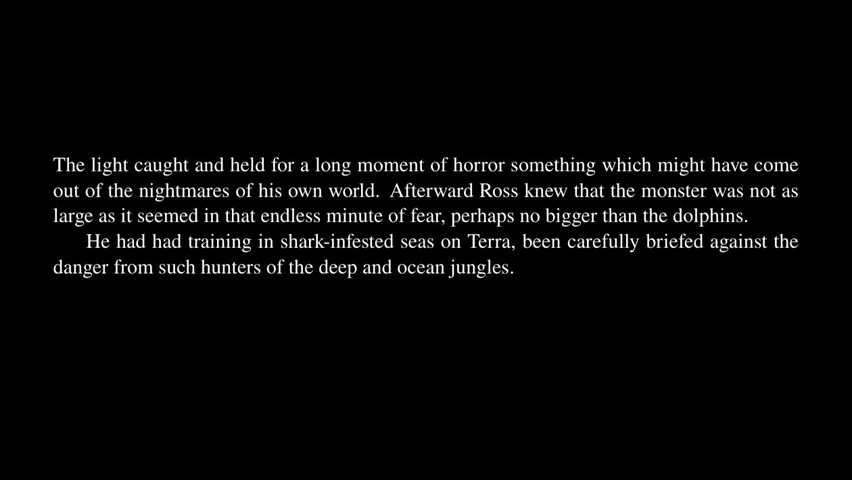 The light caught and held for a long moment of horror something which might have come
out of the nightmares of his own world. Afterward Ross knew that the monster was not as
large as it seemed in that endless minute of fear, perhaps no bigger than the dolphins.
He had had training in shark-infested seas on Terra, been carefully briefed against the
danger from such hunters of the deep and ocean jungles.